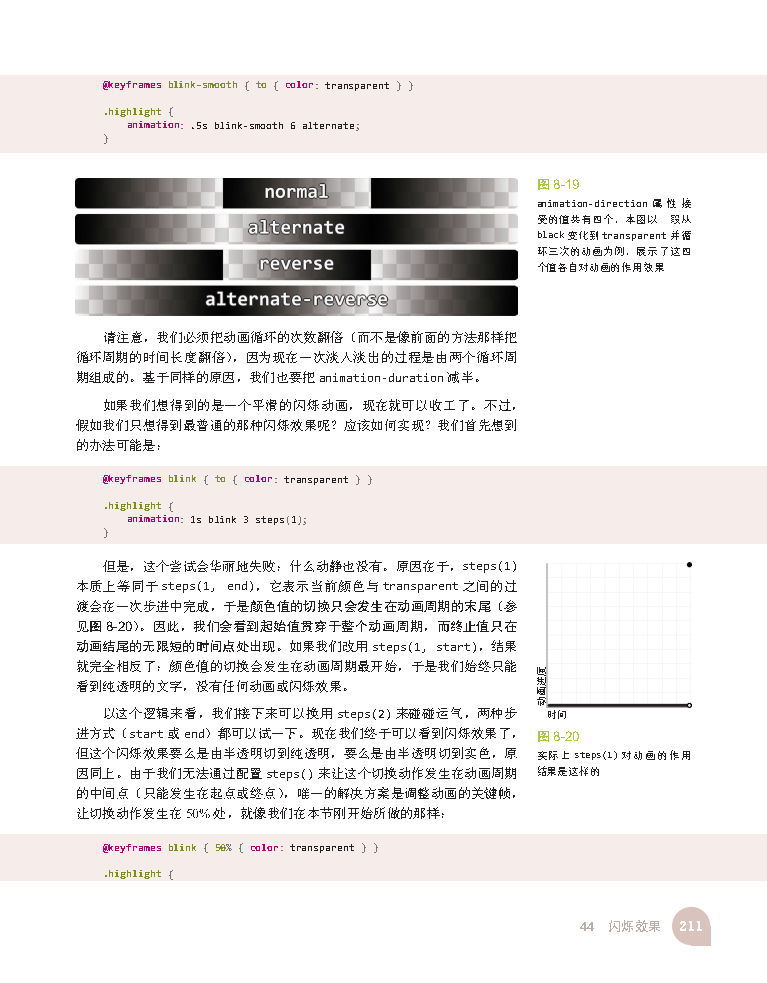 @keyframes blink-smooth { to { color: transparent } }
.highlight {
animation: .5s blink-smooth 6 alternate;
}
normal
alternate
reverse
alternate-reverse
图 8-19
animation-direction 属性接
受的值共有四个，本图以一段从
black 变化到 transparent 并循
环三次的动画为例，展示了这四
个值各自对动画的作用效果
请注意，我们必须把动画循环的次数翻倍（而不是像前面的方法那样把
循环周期的时间长度翻倍），因为现在一次淡入淡出的过程是由两个循环周
期组成的。基于同样的原因，我们也要把 animation-duration 减半。
如果我们想得到的是一个平滑的闪烁动画，现在就可以收工了。不过，
假如我们只想得到最普通的那种闪烁效果呢？应该如何实现？我们首先想到
的办法可能是：
@keyframes blink { to { color: transparent } }
.highlight {
animation: 1s blink 3 steps(1);
}
但是，这个尝试会华丽地失败：什么动静也没有。原因在于，steps(1)
本质上等同于 steps(1, end)，它表示当前颜色与 transparent 之间的过
渡会在一次步进中完成，于是颜色值的切换只会发生在动画周期的末尾（参
见图 8-20）。因此，我们会看到起始值贯穿于整个动画周期，而终止值只在
动画结尾的无限短的时间点处出现。如果我们改用 steps(1, start)，结果
就完全相反了：颜色值的切换会发生在动画周期最开始，于是我们始终只能
看到纯透明的文字，没有任何动画或闪烁效果。
动画进度
时间
图 8-20
实际上 steps(1) 对动画的作用
结果是这样的
以这个逻辑来看，我们接下来可以换用 steps(2) 来碰碰运气，两种步
进方式（start 或 end）都可以试一下。现在我们终于可以看到闪烁效果了，
但这个闪烁效果要么是由半透明切到纯透明，要么是由半透明切到实色，原
因同上。由于我们无法通过配置 steps() 来让这个切换动作发生在动画周期
的中间点（只能发生在起点或终点），唯一的解决方案是调整动画的关键帧，
让切换动作发生在 50% 处，就像我们在本节刚开始所做的那样：
@keyframes blink { 50% { color: transparent } }
.highlight {
44 闪烁效果 211